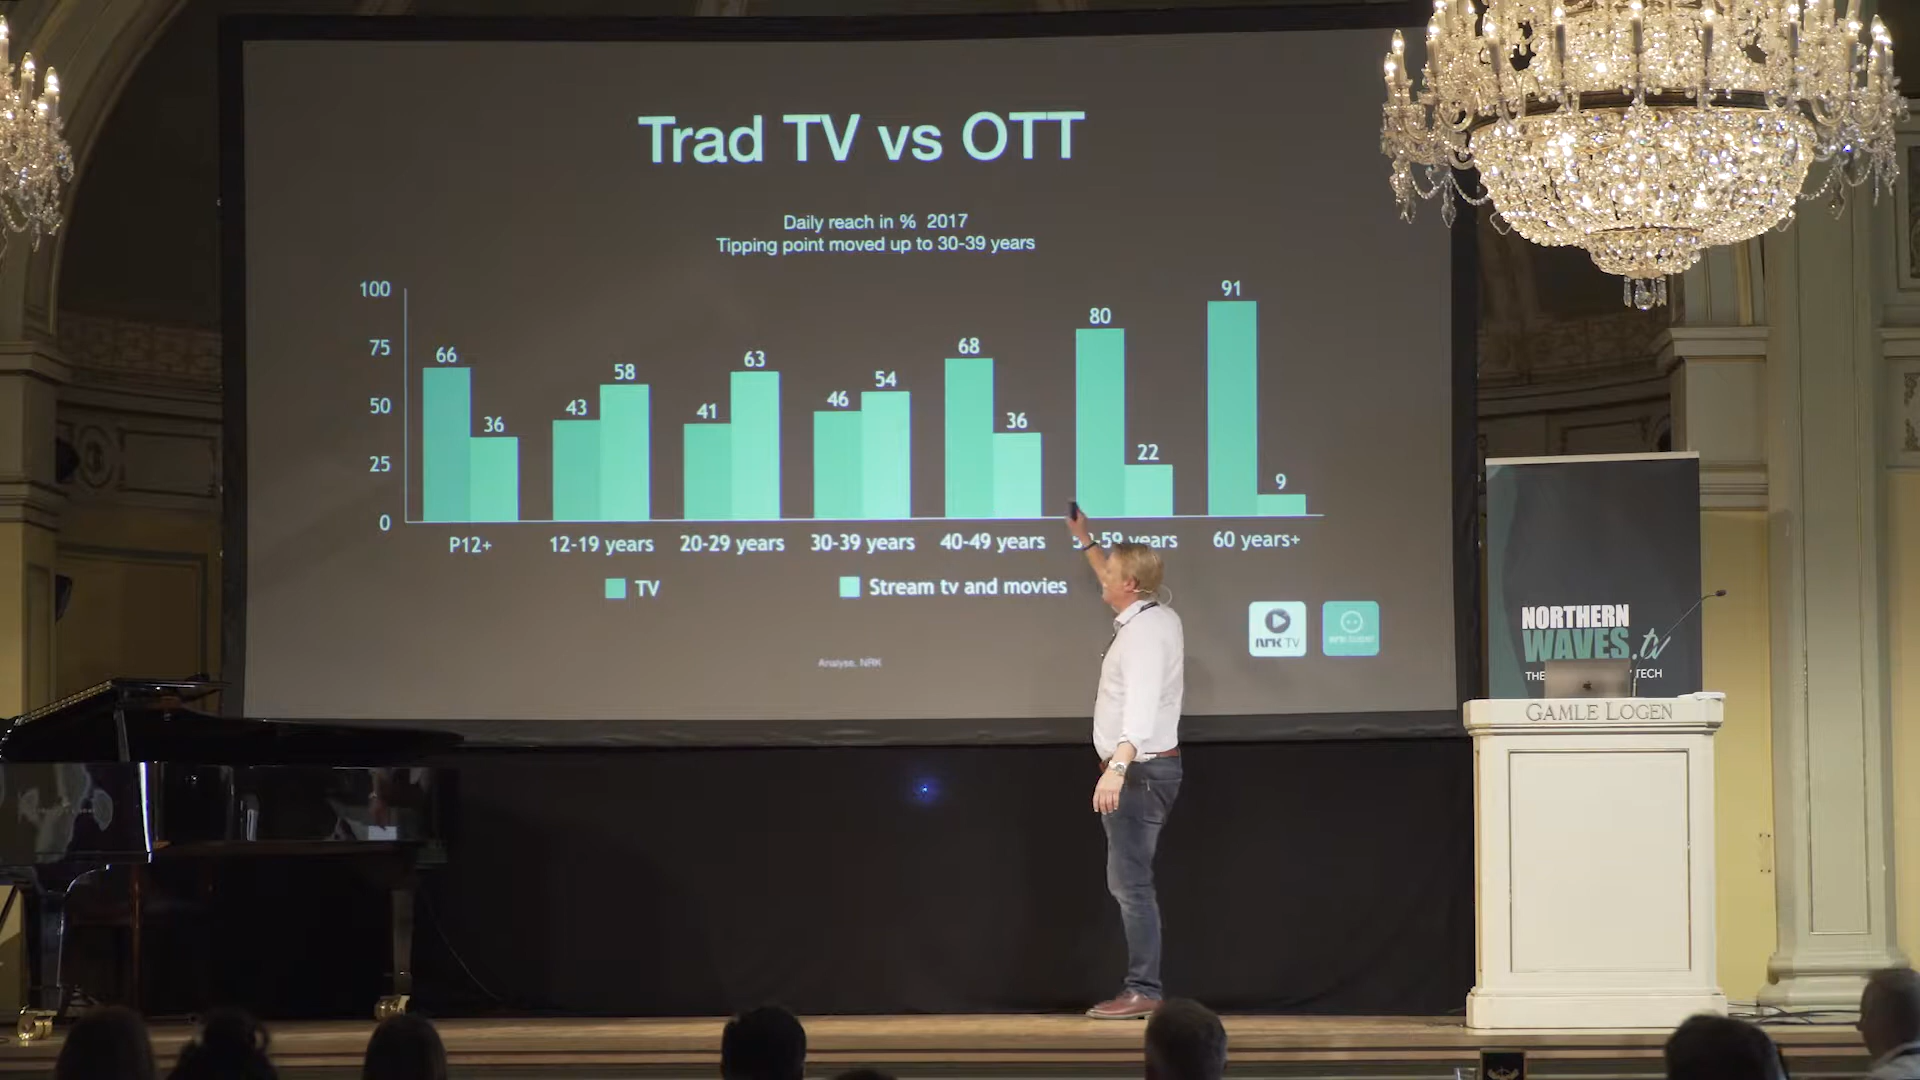 Trad TV vs OTT
Daily reach in % 2017
Tipping point moved up to 30-39 years
100
75
50
25
0
66
36
43
58
41
63
46
54
68
36
80
22
91
9
P12+
12-19 years
20-29 years
30-39 years
40-49 years
-59 years
60 years+
TV
Stream tv and movies
Analyse, NRK
NRK TV
NORTHERN
WAVES.tv
THE TECH
GAMLE LOGEN